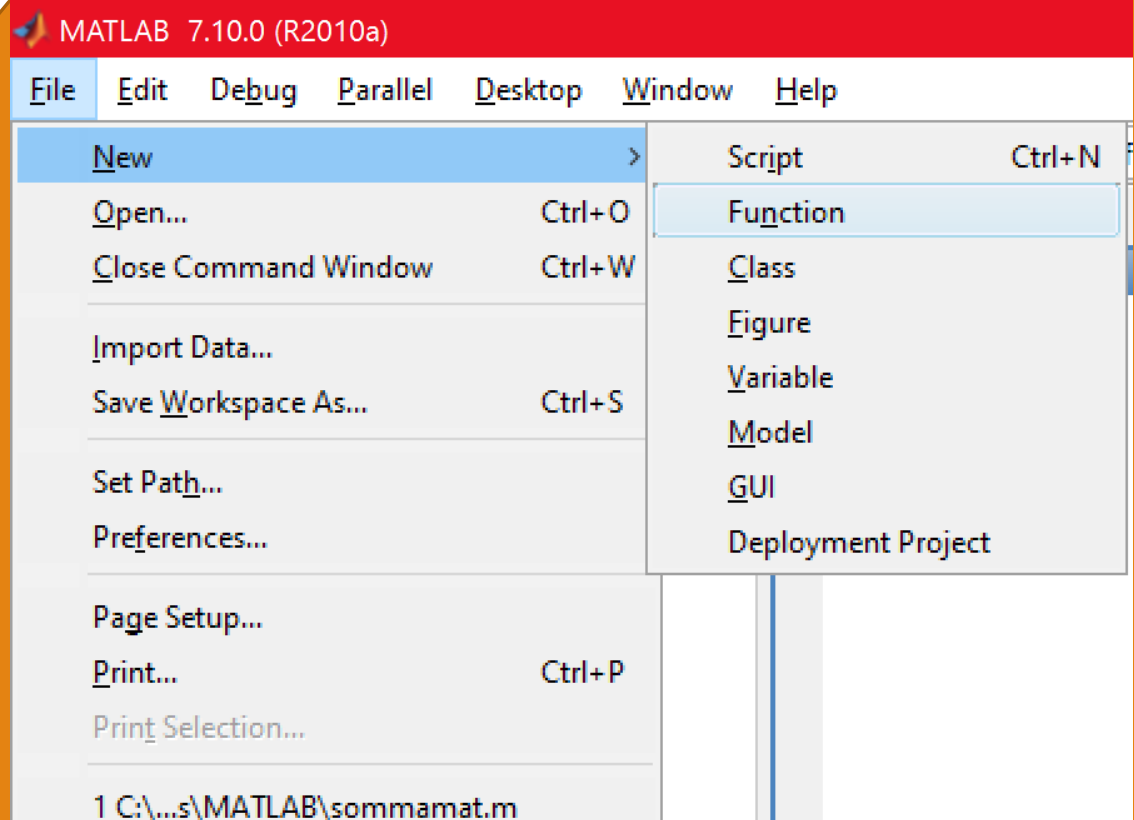 MATLAB 7.10.0 (R2010a)
File Edit Debug Parallel Desktop Window Help
New >
Open... Ctrl+O
Close Command Window Ctrl+W
Import Data...
Save Workspace As... Ctrl+S
Set Path...
Preferences...
Page Setup...
Print... Ctrl+P
Print Selection...
1 C:\...s\MATLAB\sommamat.m
Script Ctrl+N
Function
Class
Figure
Variable
Model
GUI
Deployment Project